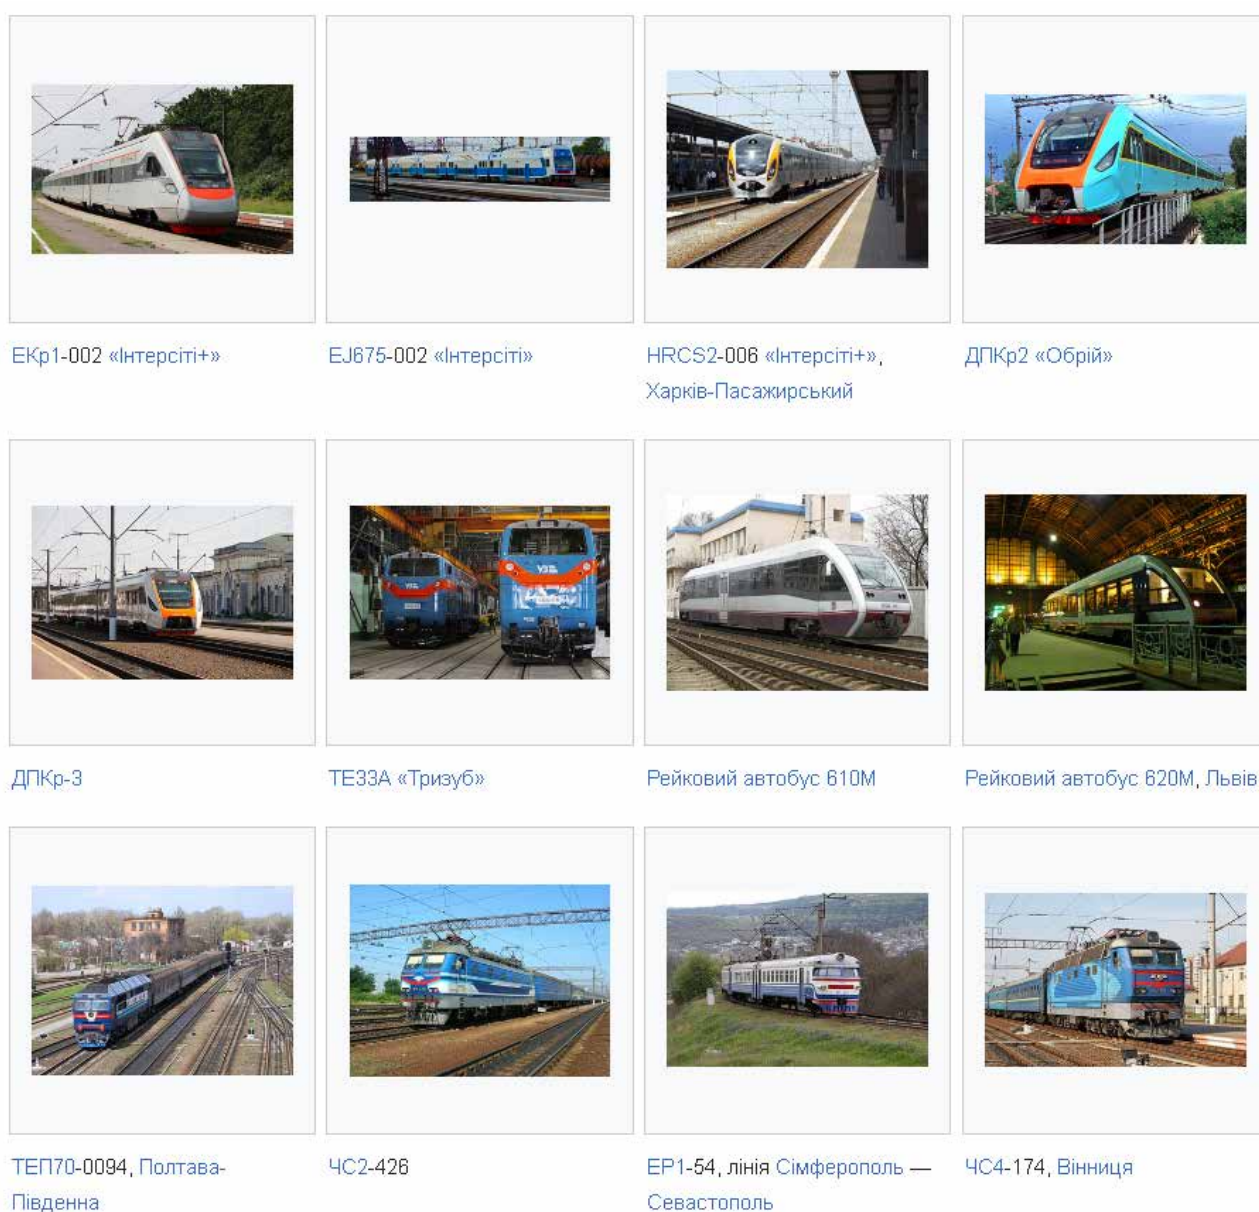 ЕКр1-002 «Інтерсіті+»
EJ675-002 «Інтерсіті»
HRCS2-006 «Інтерсіті+»,
Харків-Пасажирський
ДПКр2 «Обрій»
ДПКр-3
ТЕ33А «Тризуб»
Рейковий автобус 610М
Рейковий автобус 620М, Львів
ТЕП70-0094, Полтава-
Південна
ЧС2-426
ЕР1-54, лінія Сімферополь —
Севастополь
ЧС4-174, Вінниця